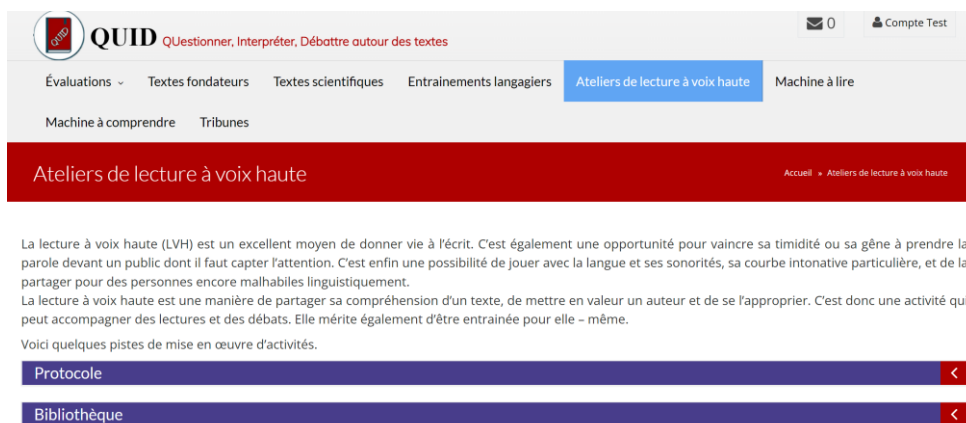 QUID QUestionner, Interpréter, Débattre autour des textes
0 Compte Test
Évaluations Textes fondateurs Textes scientifiques Entrainements langagiers Ateliers de lecture à voix haute Machine à lire
Machine à comprendre Tribunes
Ateliers de lecture à voix haute
Accueil » Ateliers de lecture à voix haute
La lecture à voix haute (LVH) est un excellent moyen de donner vie à l'écrit. C'est également une opportunité pour vaincre sa timidité ou sa gêne à prendre la
parole devant un public dont il faut capter l'attention. C'est enfin une possibilité de jouer avec la langue et ses sonorités, sa courbe intonative particulière, et de la
partager pour des personnes encore malhabiles linguistiquement.
La lecture à voix haute est une manière de partager sa compréhension d'un texte, de mettre en valeur un auteur et de se l'approprier. C'est donc une activité qui
peut accompagner des lectures et des débats. Elle mérite également d'être entrainée pour elle – même.
Voici quelques pistes de mise en œuvre d'activités.
Protocole
Bibliothèque